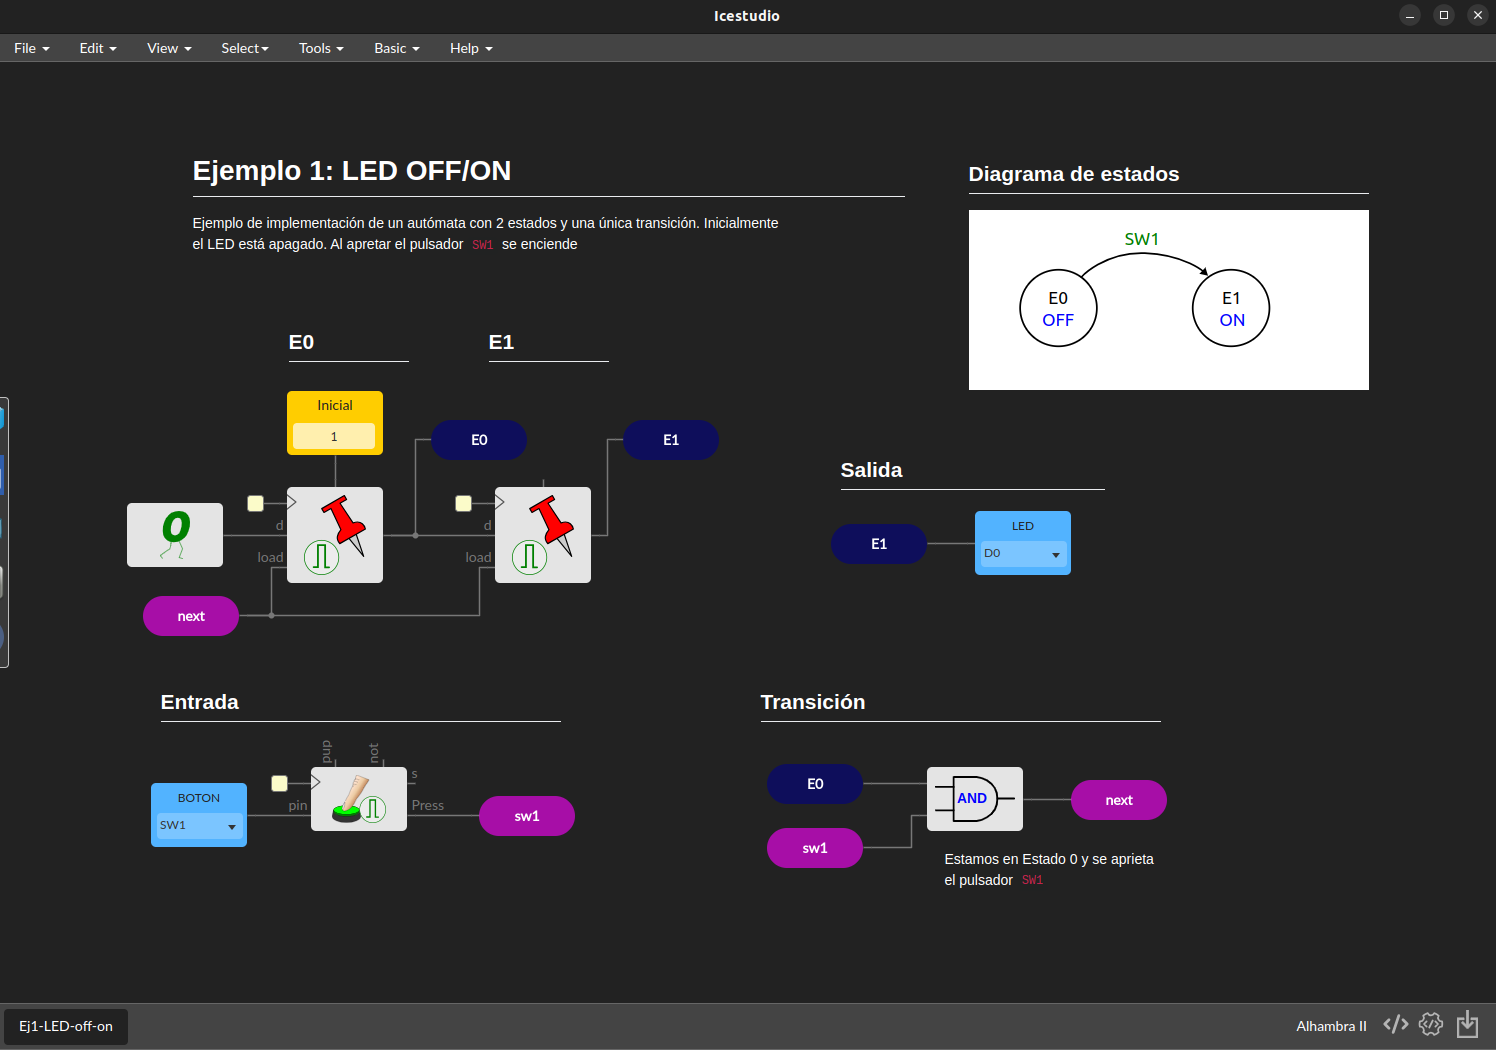 Icestudio
File Edit View Select Tools Basic Help
Ejemplo 1: LED OFF/ON
Ejemplo de implementación de un autómata con 2 estados y una única transición. Inicialmente
el LED está apagado. Al apretar el pulsador SW1 se enciende
Diagrama de estados
SW1
E0
OFF
E1
ON
E0
E1
Inicial
1
E0
E1
0
d
load
d
load
next
Salida
E1
LED
D0
Entrada
pup
not
BOTON
SW1
pin
s
Press
sw1
Transición
E0
sw1
AND
next
Estamos en Estado 0 y se aprieta
el pulsador SW1
Ej1-LED-off-on
Alhambra II